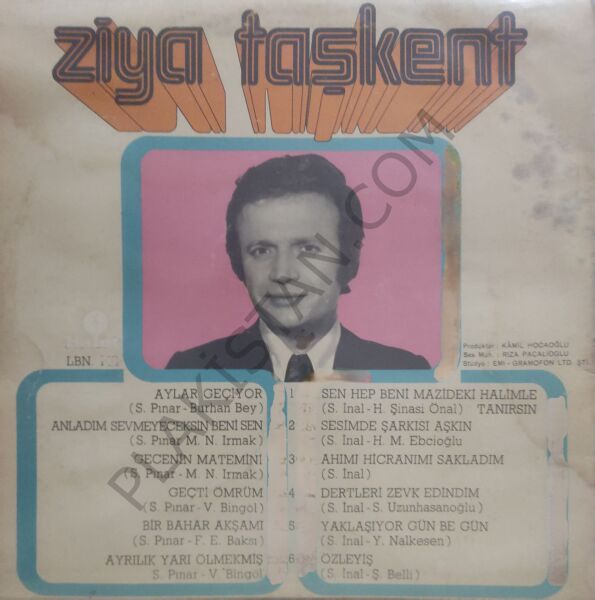 ziya taşkent
LBN.
Prodüktör : KÂMİL HOCAOĞLU
Ses Müh. : RIZA PAÇALIOĞLU
Stüdyo : EMI - GRAMOFON LTD. ŞTİ.
AYLAR GEÇİYOR
(S. Pınar - Burhan Bey)
ANLADIM SEVMEYECEKSİN BENİ SEN
(S. Pınar M. N. Irmak)
GECENİN MATEMİNİ
(S. Pınar - M. N. Irmak)
GEÇTİ ÖMRÜM
(S. Pınar - V. Bingöl)
BİR BAHAR AKŞAMI
(S. Pınar - F. E. Baksı)
AYRILIK YARI ÖLMEKMİŞ
S. Pınar - V. Bingöl)
1 SEN HEP BENİ MAZİDEKİ HALİMLE
(S. İnal - H. Şinasi Önal) TANIRSIN
2 SESİMDE ŞARKISI AŞKIN
(S. İnal - H. M. Ebcioğlu
3 AHIMI HİCRANIMI SAKLADIM
(S. İnal)
4 DERTLERİ ZEVK EDİNDİM
(S. İnal - S. Uzunhasanoğlu)
5 YAKLAŞIYOR GÜN BE GÜN
(S. İnal - Y. Nalkesen)
6 ÖZLEYİŞ
(S. İnal - Ş. Belli)
PLAKİSTAN.COM